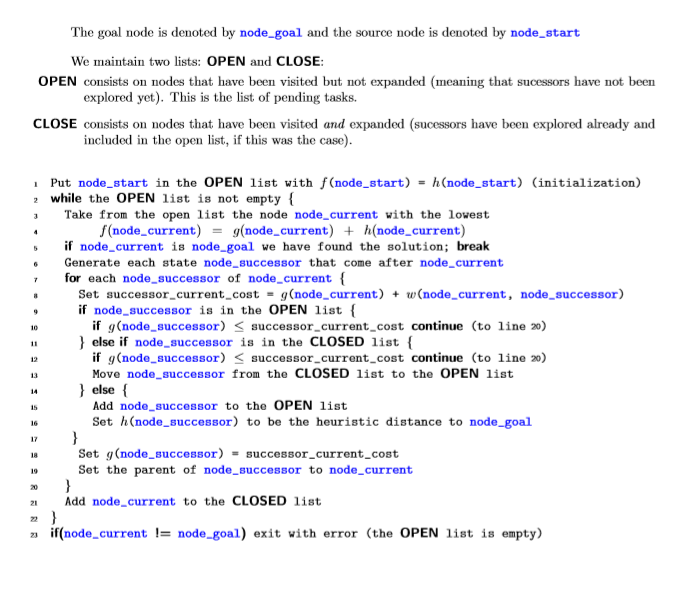 The goal node is denoted by node_goal and the source node is denoted by node_start
We maintain two lists: OPEN and CLOSE:
OPEN consists on nodes that have been visited but not expanded (meaning that sucessors have not been
explored yet). This is the list of pending tasks.
CLOSE consists on nodes that have been visited and expanded (sucessors have been explored already and
included in the open list, if this was the case).
1 Put node_start in the OPEN list with f(node_start) = h(node_start) (initialization)
2 while the OPEN list is not empty {
3 Take from the open list the node node_current with the lowest
4 f(node_current) = g(node_current) + h(node_current)
5 if node_current is node_goal we have found the solution; break
6 Generate each state node_successor that come after node_current
7 for each node_successor of node_current {
8 Set successor_current_cost = g(node_current) + w(node_current, node_successor)
9 if node_successor is in the OPEN list {
10 if g(node_successor) ≤ successor_current_cost continue (to line 20)
11 } else if node_successor is in the CLOSED list {
12 if g(node_successor) ≤ successor_current_cost continue (to line 20)
13 Move node_successor from the CLOSED list to the OPEN list
14 } else {
15 Add node_successor to the OPEN list
16 Set h(node_successor) to be the heuristic distance to node_goal
17 }
18 Set g(node_successor) = successor_current_cost
19 Set the parent of node_successor to node_current
20 }
21 Add node_current to the CLOSED list
22 }
23 if(node_current != node_goal) exit with error (the OPEN list is empty)